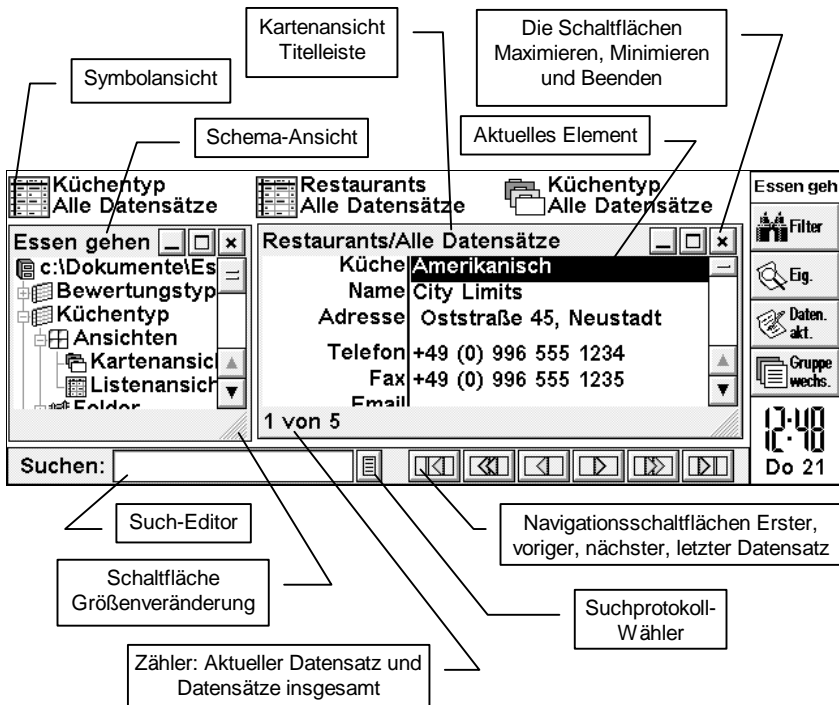 Kartenansicht
Titelleiste
Die Schaltflächen
Maximieren, Minimieren
und Beenden
Symbolansicht
Schema-Ansicht
Aktuelles Element
Küchentyp
Alle Datensätze
Restaurants
Alle Datensätze
Küchentyp
Alle Datensätze
Essen geh
Essen gehen
c:\Dokumente\Es
Bewertungstyp
Küchentyp
Ansichten
Kartenansicl
Listenansich
Felder
Restaurants/Alle Datensätze
Küche Amerikanisch
Name City Limits
Adresse Oststraße 45, Neustadt
Telefon +49 (0) 996 555 1234
Fax +49 (0) 996 555 1235
Email
1 von 5
Filter
Eig.
Daten.
akt.
Gruppe
wechs.
12:48
Do 21
Suchen:
Such-Editor
Navigationsschaltflächen Erster,
voriger, nächster, letzter Datensatz
Schaltfläche
Größenveränderung
Suchprotokoll-
Wähler
Zähler: Aktueller Datensatz und
Datensätze insgesamt